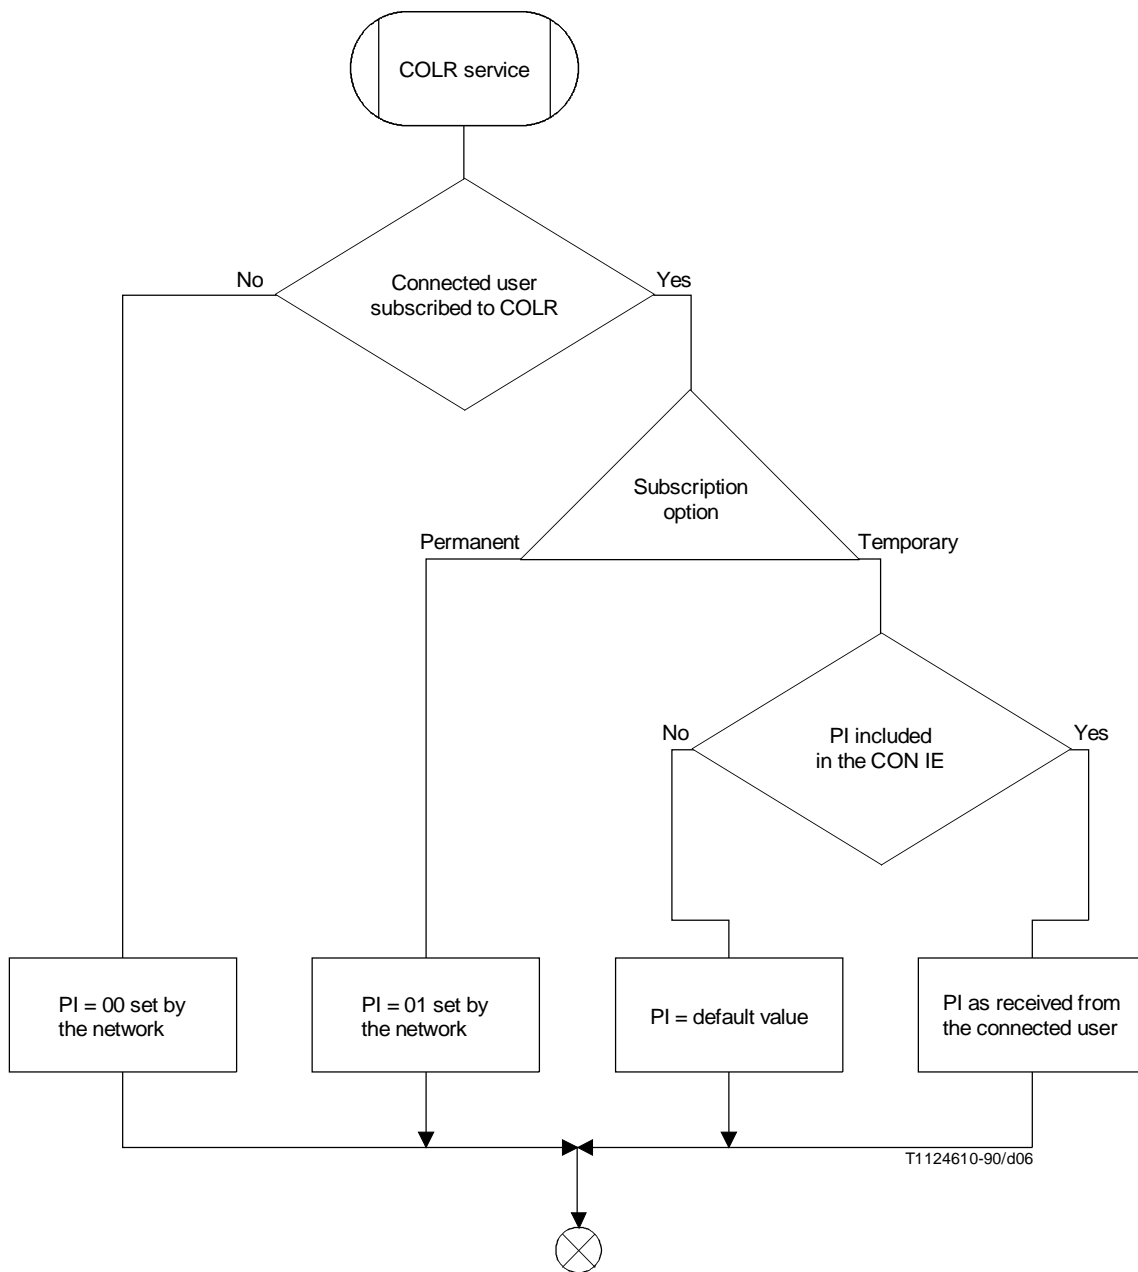 COLR service
No
Yes
Connected user
subscribed to COLR
Subscription
option
Permanent
Temporary
No
Yes
PI included
in the CON IE
PI = 00 set by
the network
PI = 01 set by
the network
PI = default value
PI as received from
the connected user
T1124610-90/d06